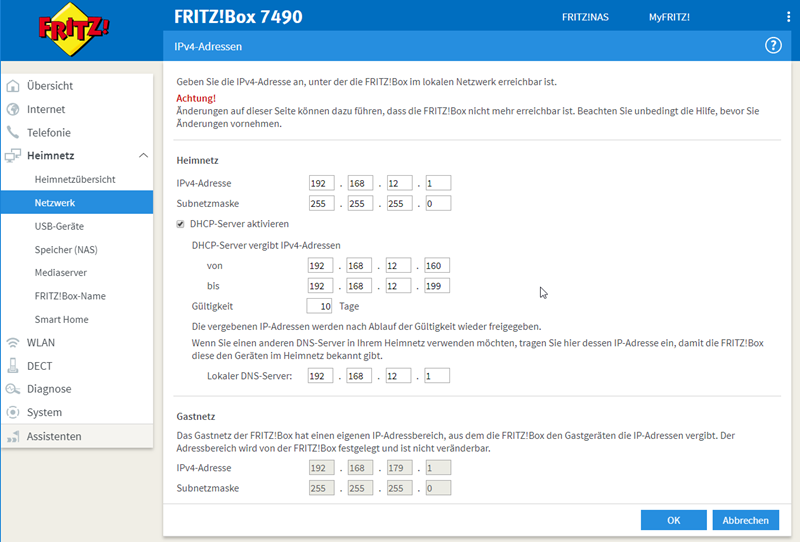 FRITZ!
FRITZ!Box 7490
FRITZ!NAS
MyFRITZ!
IPv4-Adressen
?
Übersicht
Internet
Telefonie
Heimnetz
Heimnetzübersicht
Netzwerk
USB-Geräte
Speicher (NAS)
Mediaserver
FRITZ!Box-Name
Smart Home
WLAN
DECT
Diagnose
System
Assistenten
Geben Sie die IPv4-Adresse an, unter der die FRITZ!Box im lokalen Netzwerk erreichbar ist.
Achtung!
Änderungen auf dieser Seite können dazu führen, dass die FRITZ!Box nicht mehr erreichbar ist. Beachten Sie unbedingt die Hilfe, bevor Sie
Änderungen vornehmen.
Heimnetz
IPv4-Adresse 192 . 168 . 12 . 1
Subnetzmaske 255 . 255 . 255 . 0
DHCP-Server aktivieren
DHCP-Server vergibt IPv4-Adressen
von 192 . 168 . 12 . 160
bis 192 . 168 . 12 . 199
Gültigkeit 10 Tage
Die vergebenen IP-Adressen werden nach Ablauf der Gültigkeit wieder freigegeben.
Wenn Sie einen anderen DNS-Server in Ihrem Heimnetz verwenden möchten, tragen Sie hier dessen IP-Adresse ein, damit die FRITZ!Box
diese den Geräten im Heimnetz bekannt gibt.
Lokaler DNS-Server: 192 . 168 . 12 . 1
Gastnetz
Das Gastnetz der FRITZ!Box hat einen eigenen IP-Adressbereich, aus dem die FRITZ!Box den Gastgeräten die IP-Adressen vergibt. Der
Adressbereich wird von der FRITZ!Box festgelegt und ist nicht veränderbar.
IPv4-Adresse 192 . 168 . 179 . 1
Subnetzmaske 255 . 255 . 255 . 0
OK
Abbrechen